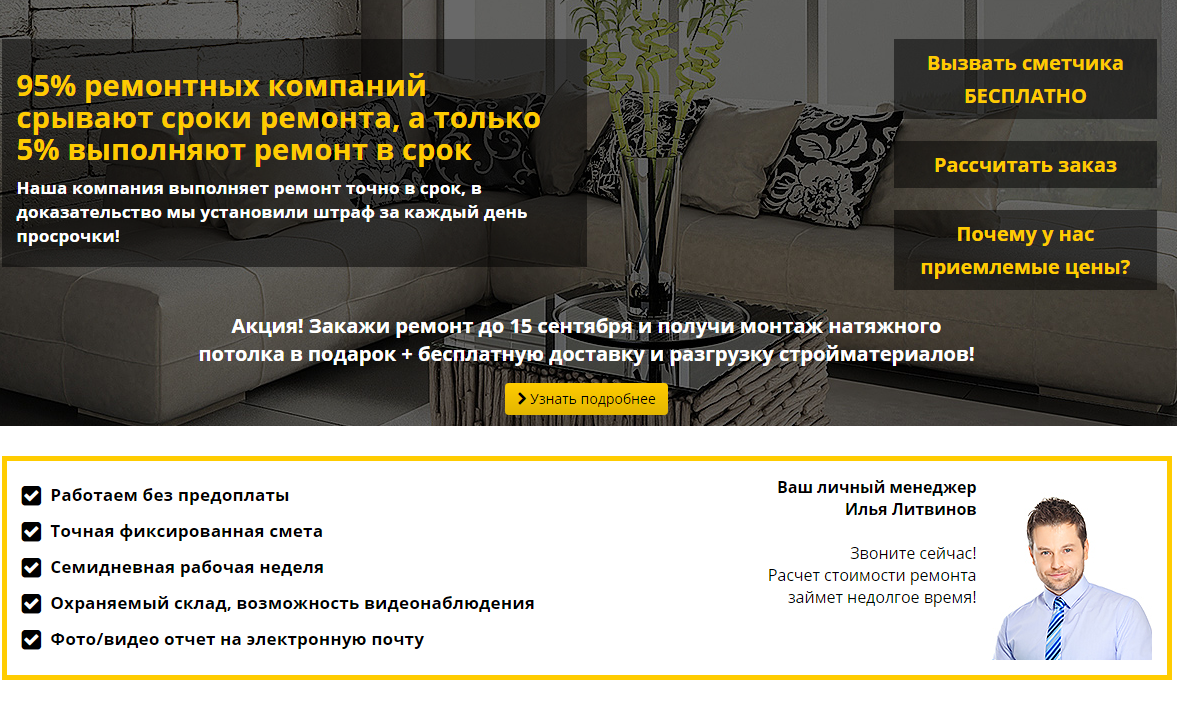 95% ремонтных компаний
срывают сроки ремонта, а только
5% выполняют ремонт в срок
Наша компания выполняет ремонт точно в срок, в
доказательство мы установили штраф за каждый день
просрочки!
Вызвать сметчика
БЕСПЛАТНО
Рассчитать заказ
Почему у нас
приемлемые цены?
Акция! Закажи ремонт до 15 сентября и получи монтаж натяжного
потолка в подарок + бесплатную доставку и разгрузку стройматериалов!
Узнать подробнее
Работаем без предоплаты
Точная фиксированная смета
Семидневная рабочая неделя
Охраняемый склад, возможность видеонаблюдения
Фото/видео отчет на электронную почту
Ваш личный менеджер
Илья Литвинов
Звоните сейчас!
Расчет стоимости ремонта
займет недолгое время!